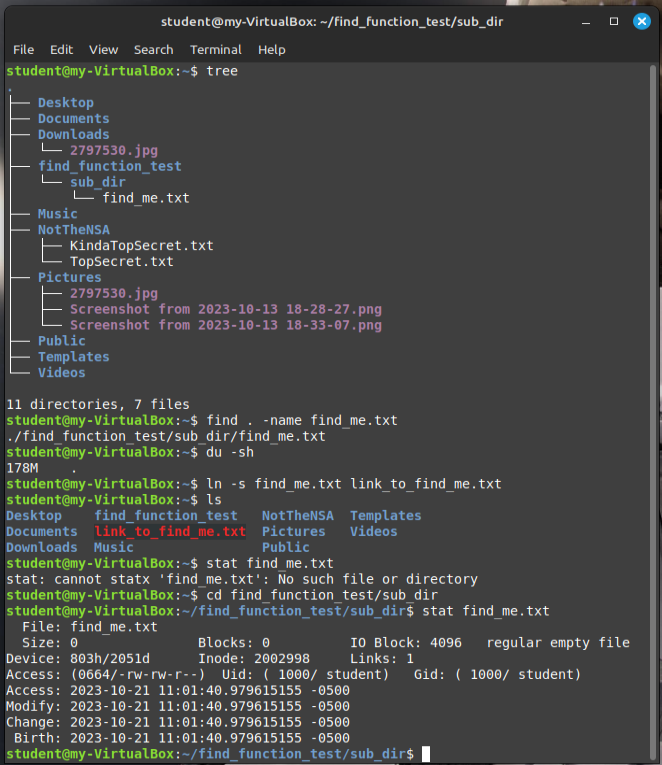 student@my-VirtualBox: ~/find_function_test/sub_dir
File Edit View Search Terminal Help
student@my-VirtualBox:~$ tree
.
├── Desktop
├── Documents
├── Downloads
│   └── 2797530.jpg
├── find_function_test
│   └── sub_dir
│       └── find_me.txt
├── Music
├── NotTheNSA
│   ├── KindaTopSecret.txt
│   └── TopSecret.txt
├── Pictures
│   ├── 2797530.jpg
│   ├── Screenshot from 2023-10-13 18-28-27.png
│   └── Screenshot from 2023-10-13 18-33-07.png
├── Public
├── Templates
└── Videos
11 directories, 7 files
student@my-VirtualBox:~$ find . -name find_me.txt
./find_function_test/sub_dir/find_me.txt
student@my-VirtualBox:~$ du -sh
178M    .
student@my-VirtualBox:~$ ln -s find_me.txt link_to_find_me.txt
student@my-VirtualBox:~$ ls
Desktop    find_function_test   NotTheNSA  Templates
Documents  link_to_find_me.txt  Pictures   Videos
Downloads  Music                Public
student@my-VirtualBox:~$ stat find_me.txt
stat: cannot statx 'find_me.txt': No such file or directory
student@my-VirtualBox:~$ cd find_function_test/sub_dir
student@my-VirtualBox:~/find_function_test/sub_dir$ stat find_me.txt
  File: find_me.txt
  Size: 0               Blocks: 0          IO Block: 4096   regular empty file
Device: 803h/2051d      Inode: 2002998     Links: 1
Access: (0664/-rw-rw-r--)  Uid: ( 1000/ student)   Gid: ( 1000/ student)
Access: 2023-10-21 11:01:40.979615155 -0500
Modify: 2023-10-21 11:01:40.979615155 -0500
Change: 2023-10-21 11:01:40.979615155 -0500
 Birth: 2023-10-21 11:01:40.979615155 -0500
student@my-VirtualBox:~/find_function_test/sub_dir$